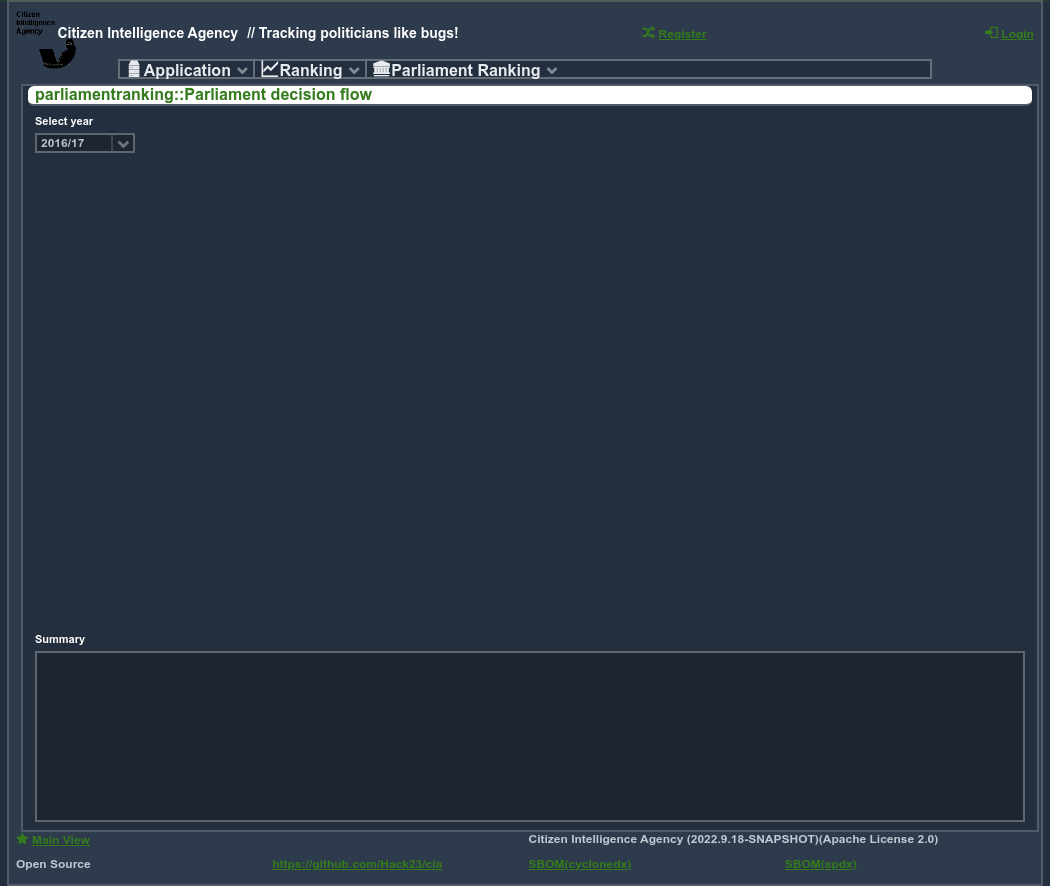 Citizen
Intelligence
Agency
Citizen Intelligence Agency // Tracking politicians like bugs!
Register
Login
Application
Ranking
Parliament Ranking
parliamentranking::Parliament decision flow
Select year
2016/17
Summary
Main View
Citizen Intelligence Agency (2022.9.18-SNAPSHOT)(Apache License 2.0)
Open Source
https://github.com/Hack23/cia
SBOM(cyclonedx)
SBOM(spdx)